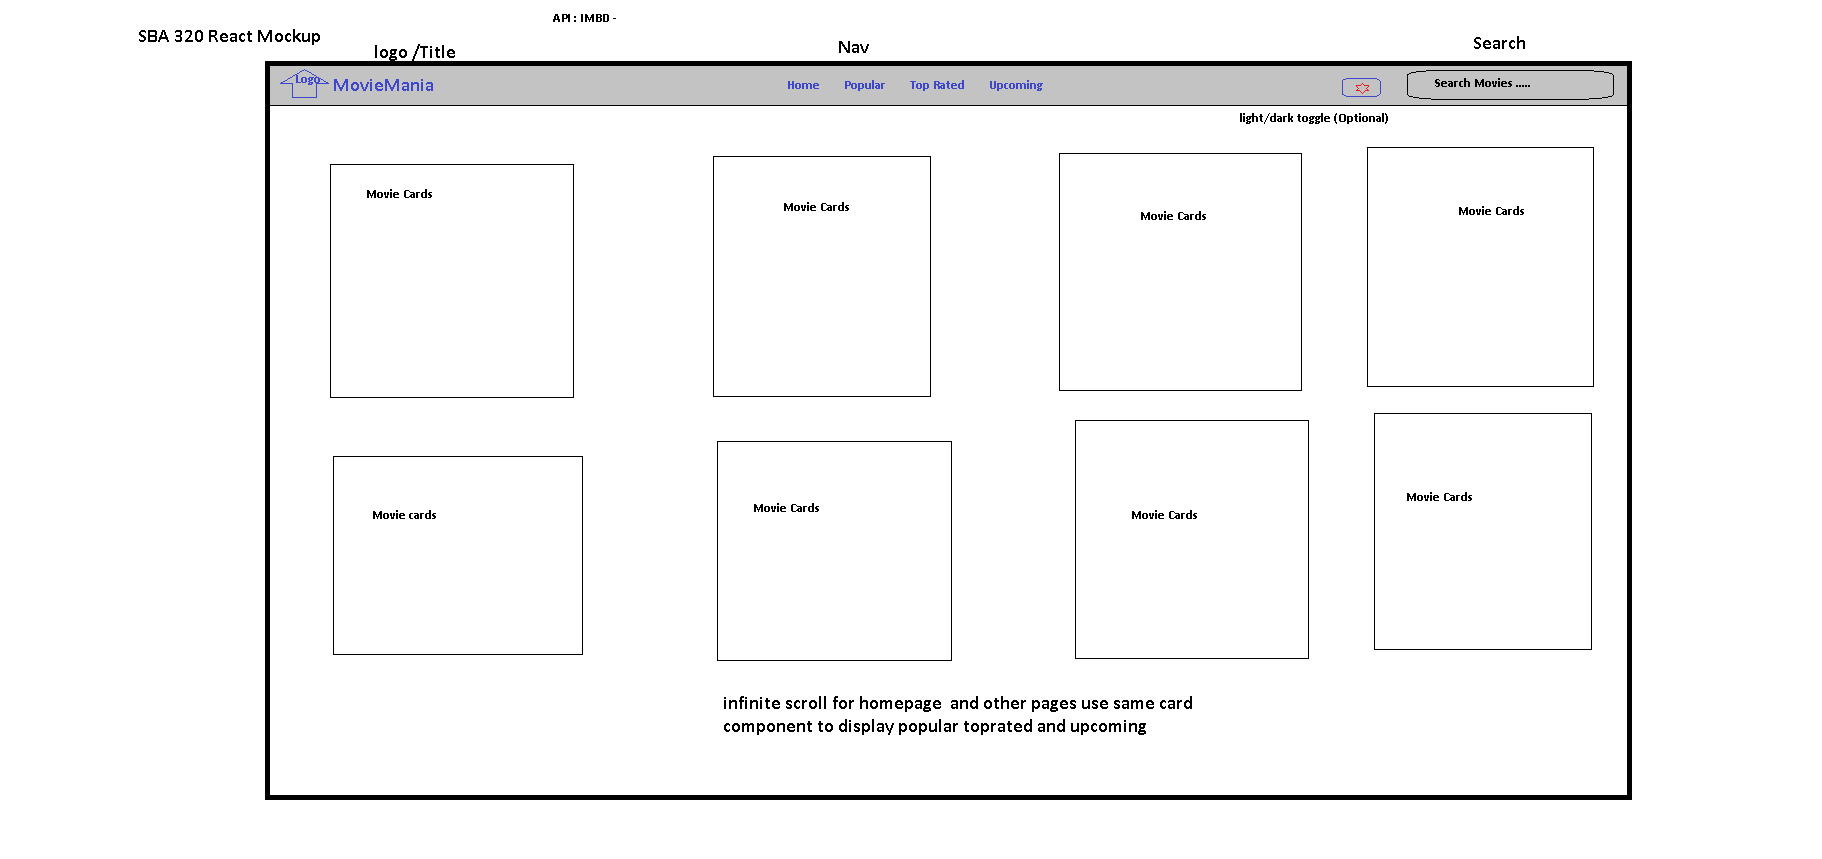 API : IMBD -
SBA 320 React Mockup
logo /Title
Nav
Search
Logo
MovieMania
Home
Popular
Top Rated
Upcoming
Search Movies .....
light/dark toggle (Optional)
Movie Cards
Movie Cards
Movie Cards
Movie Cards
Movie cards
Movie Cards
Movie Cards
Movie Cards
infinite scroll for homepage  and other pages use same card
component to display popular toprated and upcoming